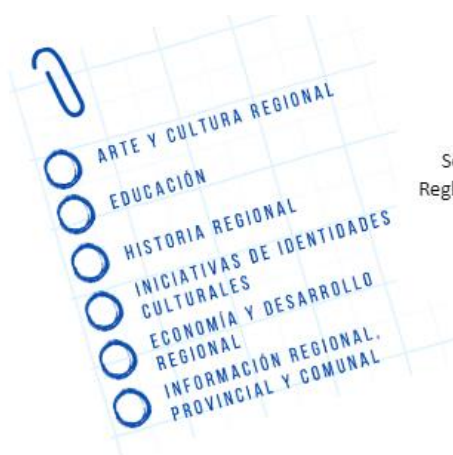 ARTE Y CULTURA REGIONAL
EDUCACIÓN
HISTORIA REGIONAL
INICIATIVAS DE IDENTIDADES
CULTURALES
ECONOMÍA Y DESARROLLO
REGIONAL
INFORMACIÓN REGIONAL,
PROVINCIAL Y COMUNAL